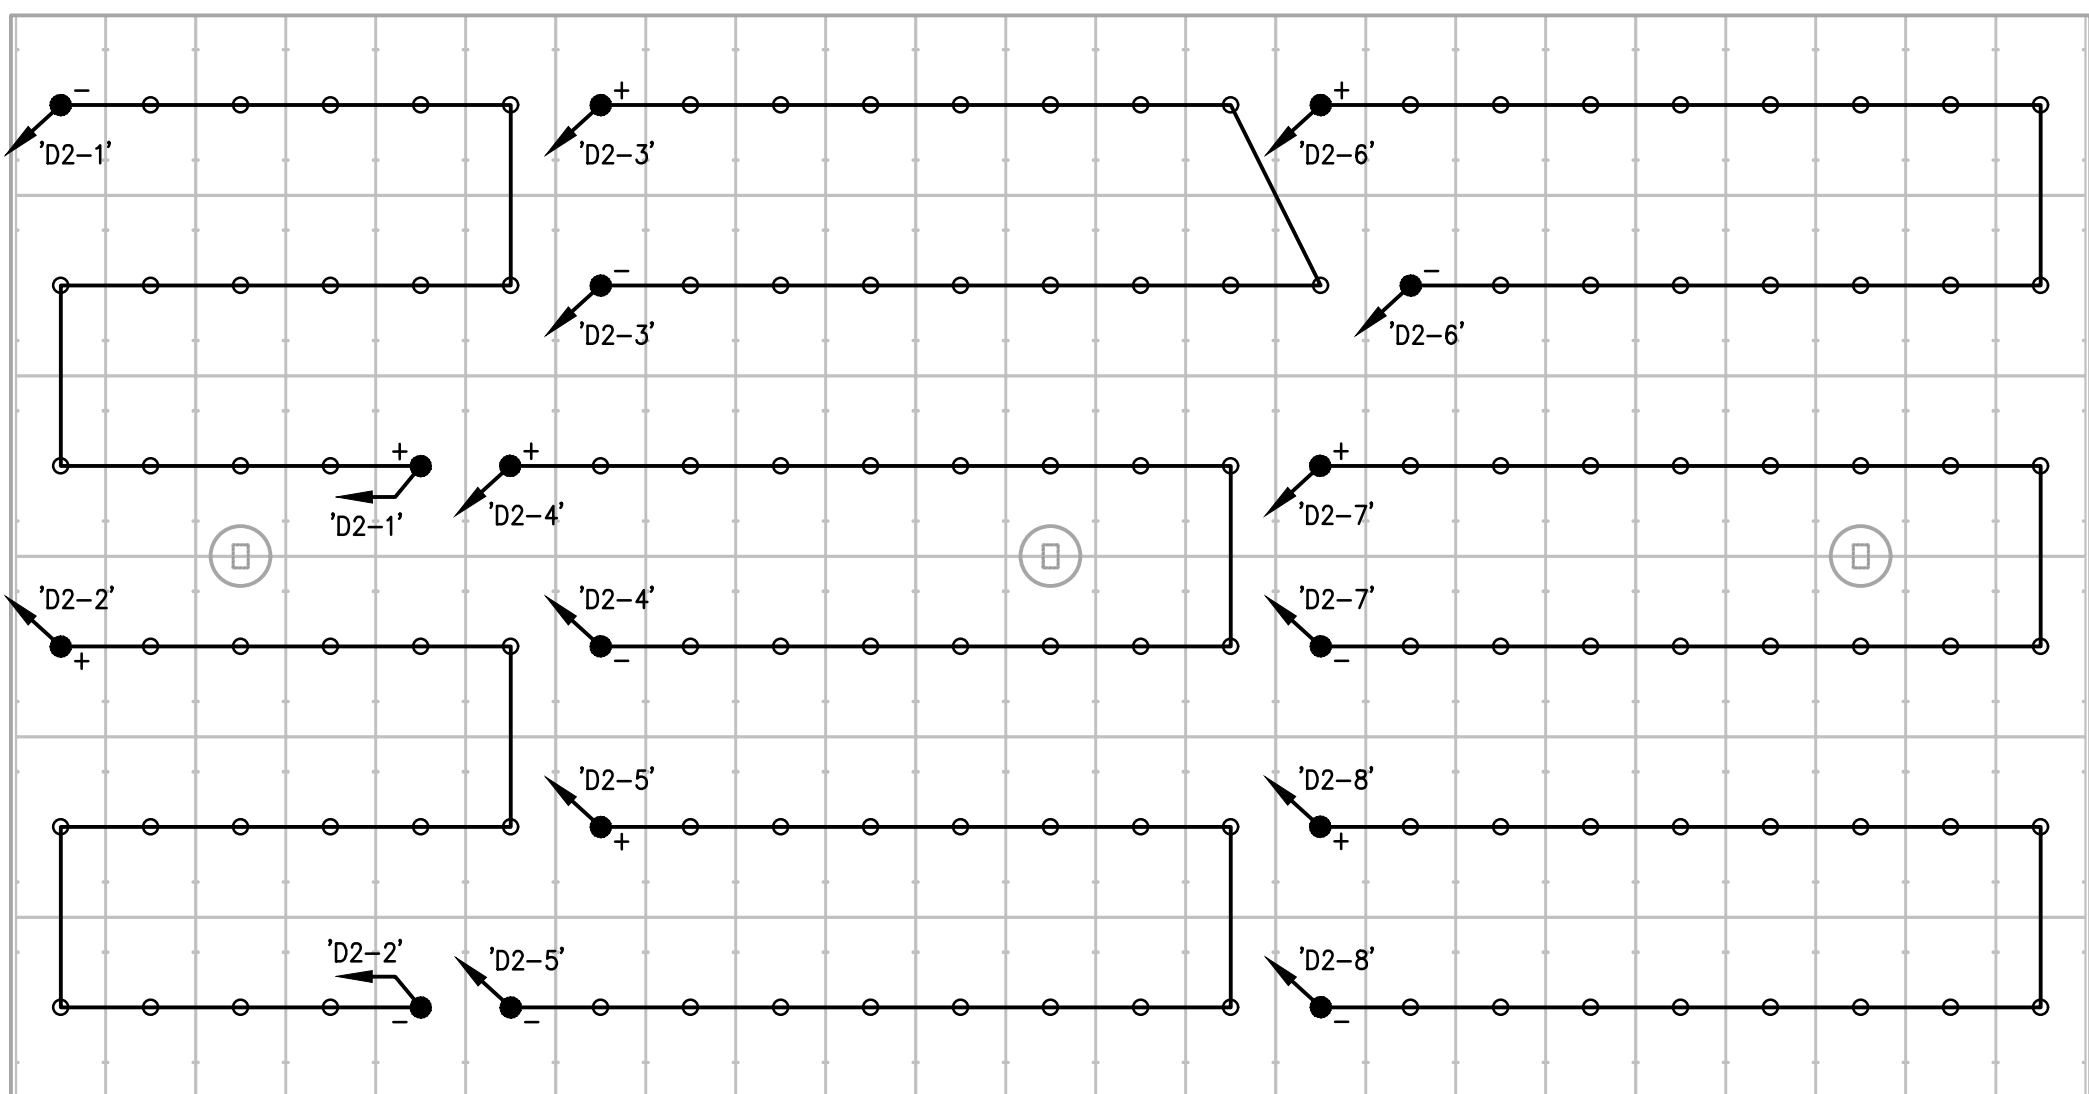 − + +
'D2-1' 'D2-3' 'D2-6'
− −
'D2-3' 'D2-6'
+ + +
'D2-1' 'D2-4' 'D2-7'
'D2-2' 'D2-4' 'D2-7'
+ − −
'D2-5' 'D2-8'
+ +
'D2-2' 'D2-5' 'D2-8'
− − −